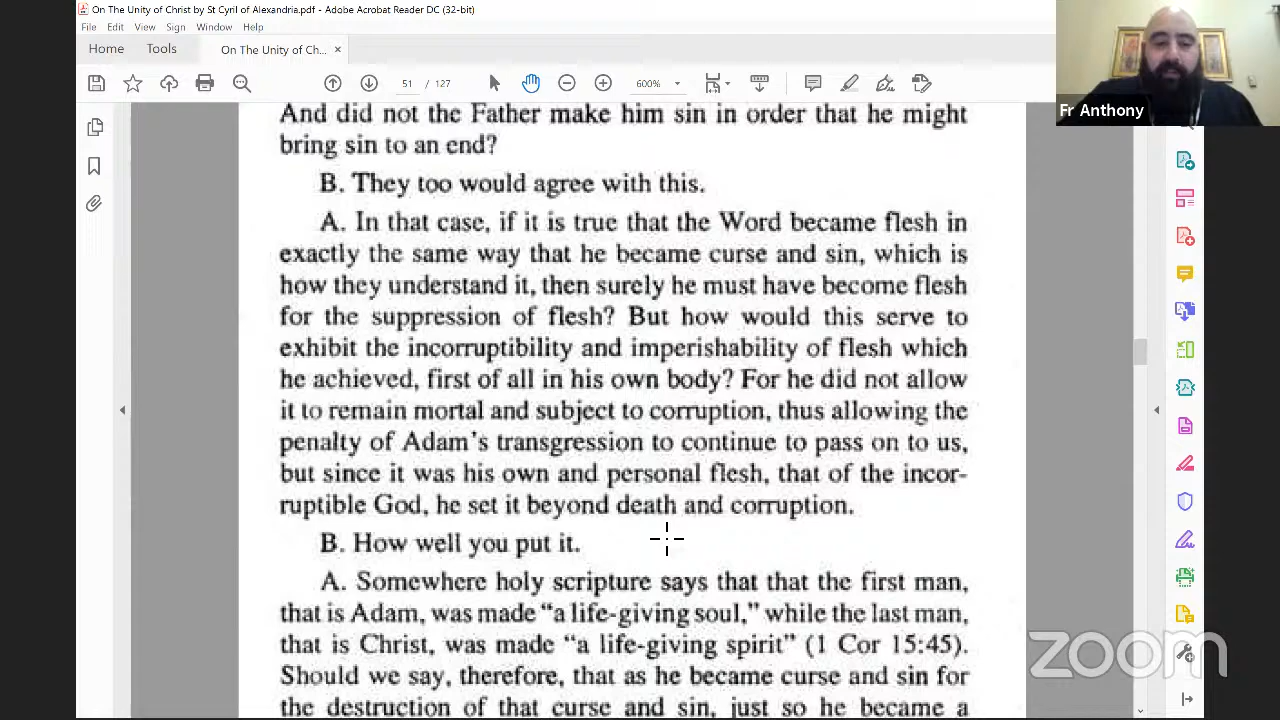 On The Unity of Christ by St Cyril of Alexandria.pdf - Adobe Acrobat Reader DC (32-bit)
File Edit View Sign Window Help
Home Tools On The Unity of Ch... ×
51 / 127 600%
Fr Anthony
And did not the Father make him sin in order that he might
bring sin to an end?
B. They too would agree with this.
A. In that case, if it is true that the Word became flesh in
exactly the same way that he became curse and sin, which is
how they understand it, then surely he must have become flesh
for the suppression of flesh? But how would this serve to
exhibit the incorruptibility and imperishability of flesh which
he achieved, first of all in his own body? For he did not allow
it to remain mortal and subject to corruption, thus allowing the
penalty of Adam's transgression to continue to pass on to us,
but since it was his own and personal flesh, that of the incor-
ruptible God, he set it beyond death and corruption.
B. How well you put it.
A. Somewhere holy scripture says that that the first man,
that is Adam, was made “a life-giving soul,” while the last man,
that is Christ, was made “a life-giving spirit” (1 Cor 15:45).
Should we say, therefore, that as he became curse and sin for
the destruction of that curse and sin, just so he became a
zoom